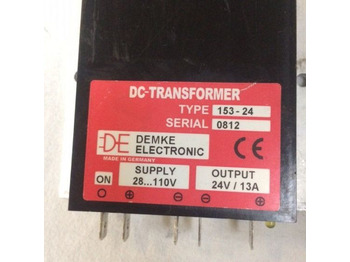 DC-TRANSFORMER
TYPE 153-24
SERIAL 0812
DE DEMKE ELECTRONIC CE
MADE IN GERMANY
ON SUPPLY OUTPUT
28...110V 24V / 13A
⊖ ⊕ ⊖ ⊕